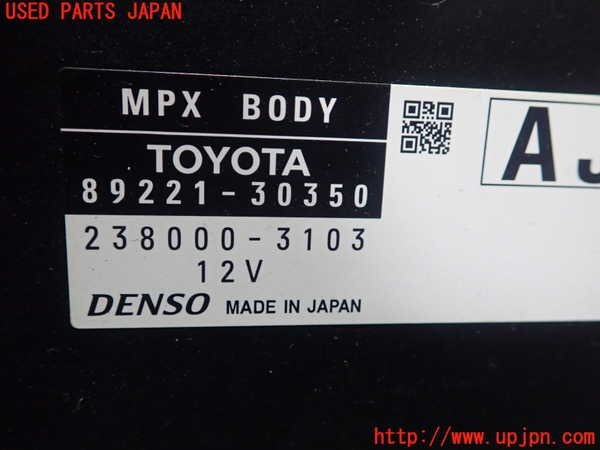 USED PARTS JAPAN
MPX BODY
TOYOTA
89221-30350
238000-3103
12V
DENSO MADE IN JAPAN
A
http://www.upjpn.com/